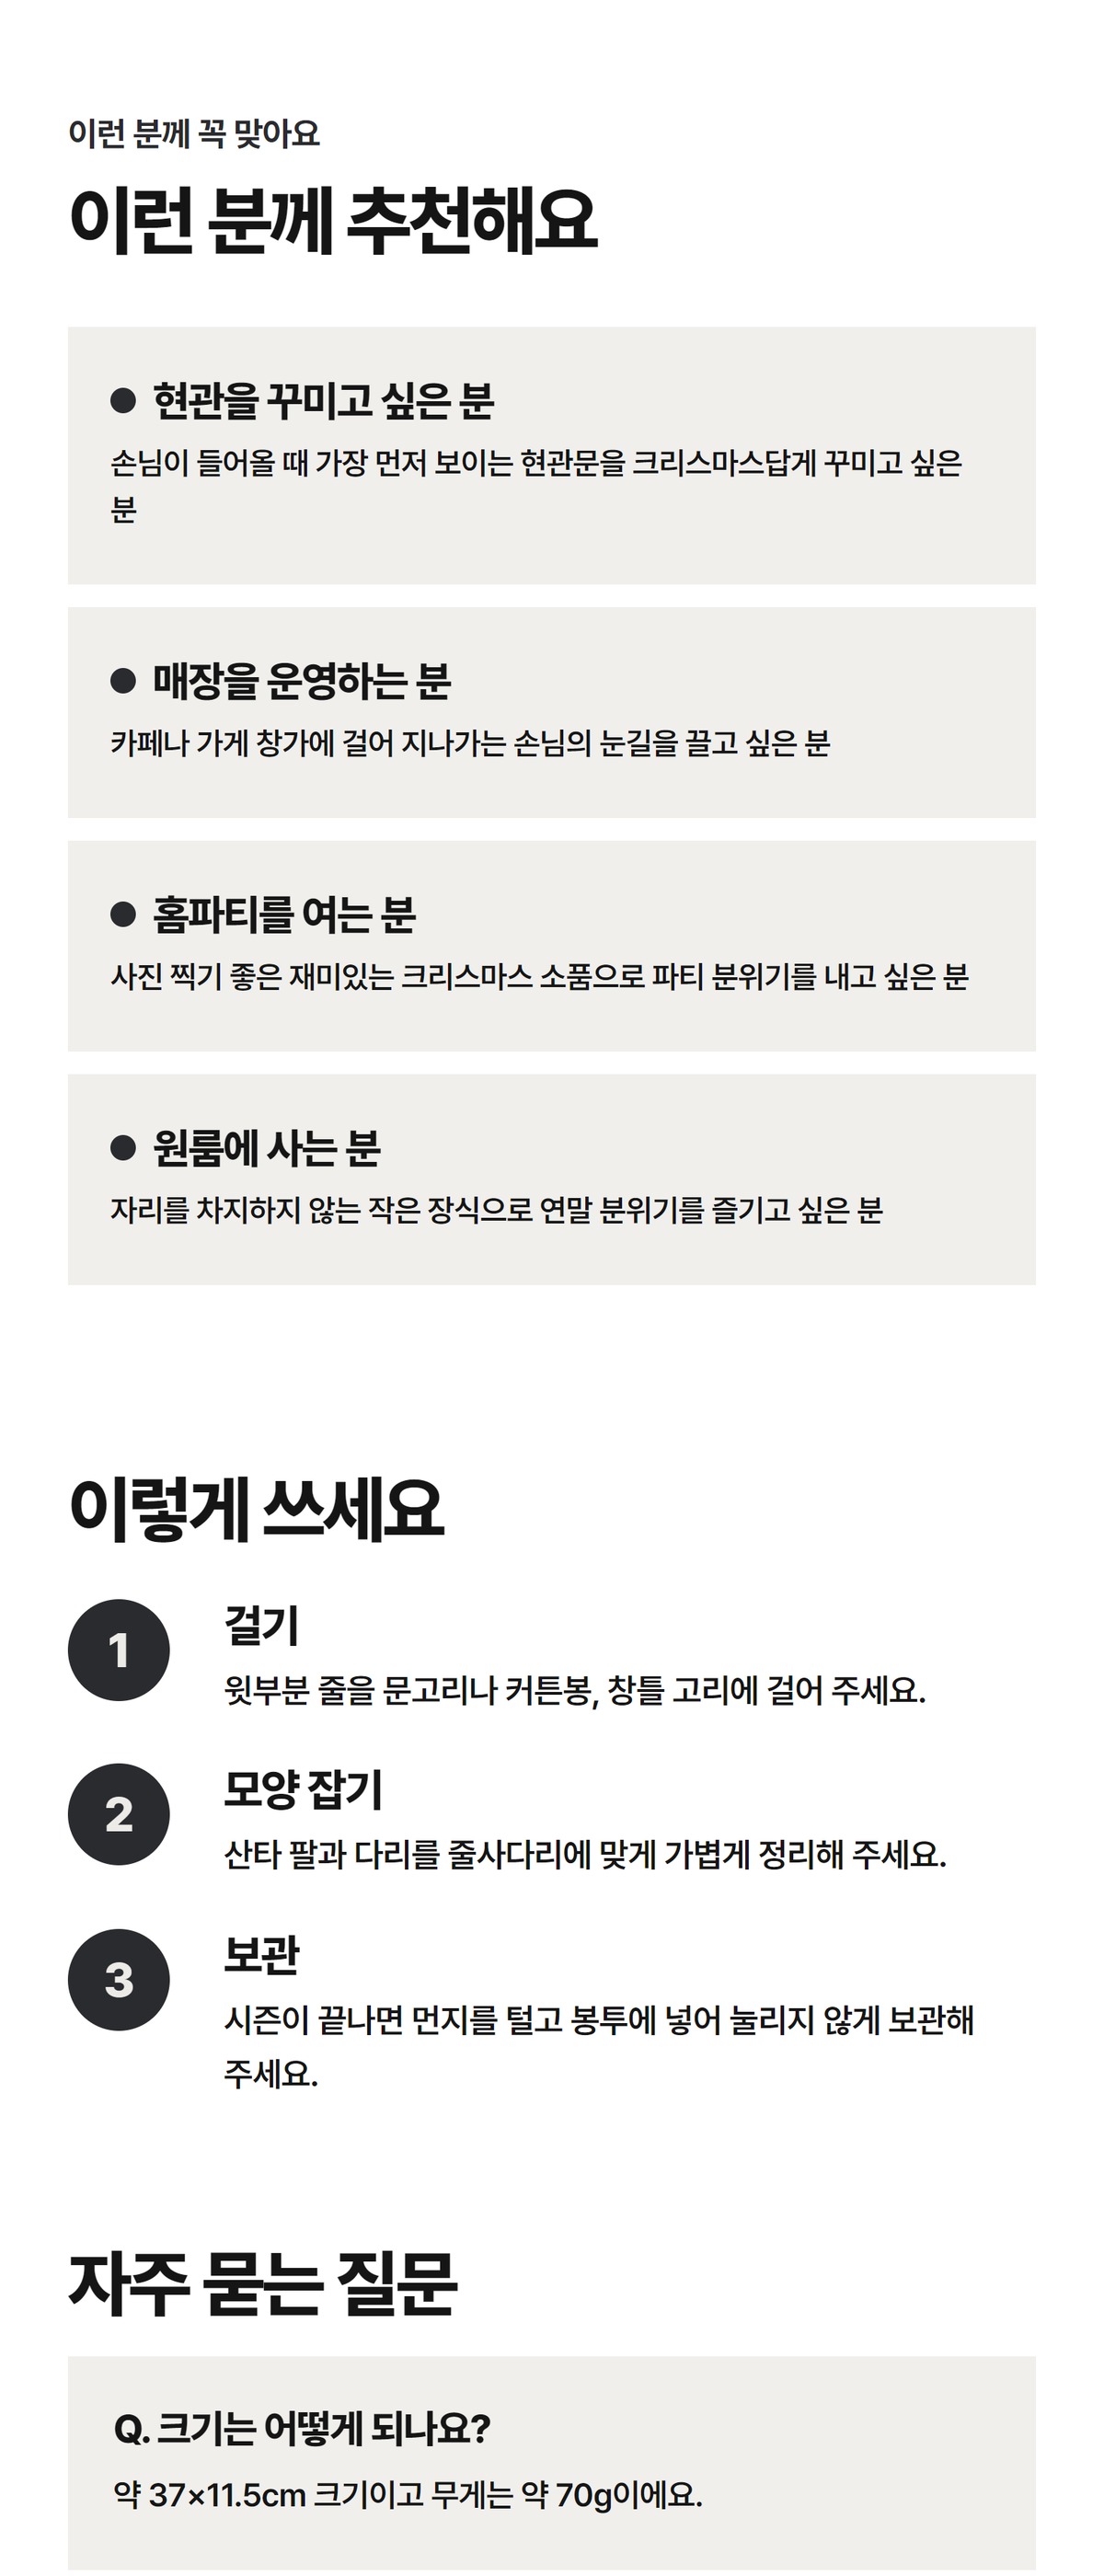 이런 분께 꼭 맞아요
이런 분께 추천해요
현관을 꾸미고 싶은 분
손님이 들어올 때 가장 먼저 보이는 현관문을 크리스마스답게 꾸미고 싶은
분
매장을 운영하는 분
카페나 가게 창가에 걸어 지나가는 손님의 눈길을 끌고 싶은 분
홈파티를 여는 분
사진 찍기 좋은 재미있는 크리스마스 소품으로 파티 분위기를 내고 싶은 분
원룸에 사는 분
자리를 차지하지 않는 작은 장식으로 연말 분위기를 즐기고 싶은 분
이렇게 쓰세요
1
걸기
윗부분 줄을 문고리나 커튼봉, 창틀 고리에 걸어 주세요.
2
모양 잡기
산타 팔과 다리를 줄사다리에 맞게 가볍게 정리해 주세요.
3
보관
시즌이 끝나면 먼지를 털고 봉투에 넣어 눌리지 않게 보관해
주세요.
자주 묻는 질문
Q. 크기는 어떻게 되나요?
약 37×11.5cm 크기이고 무게는 약 70g이에요.